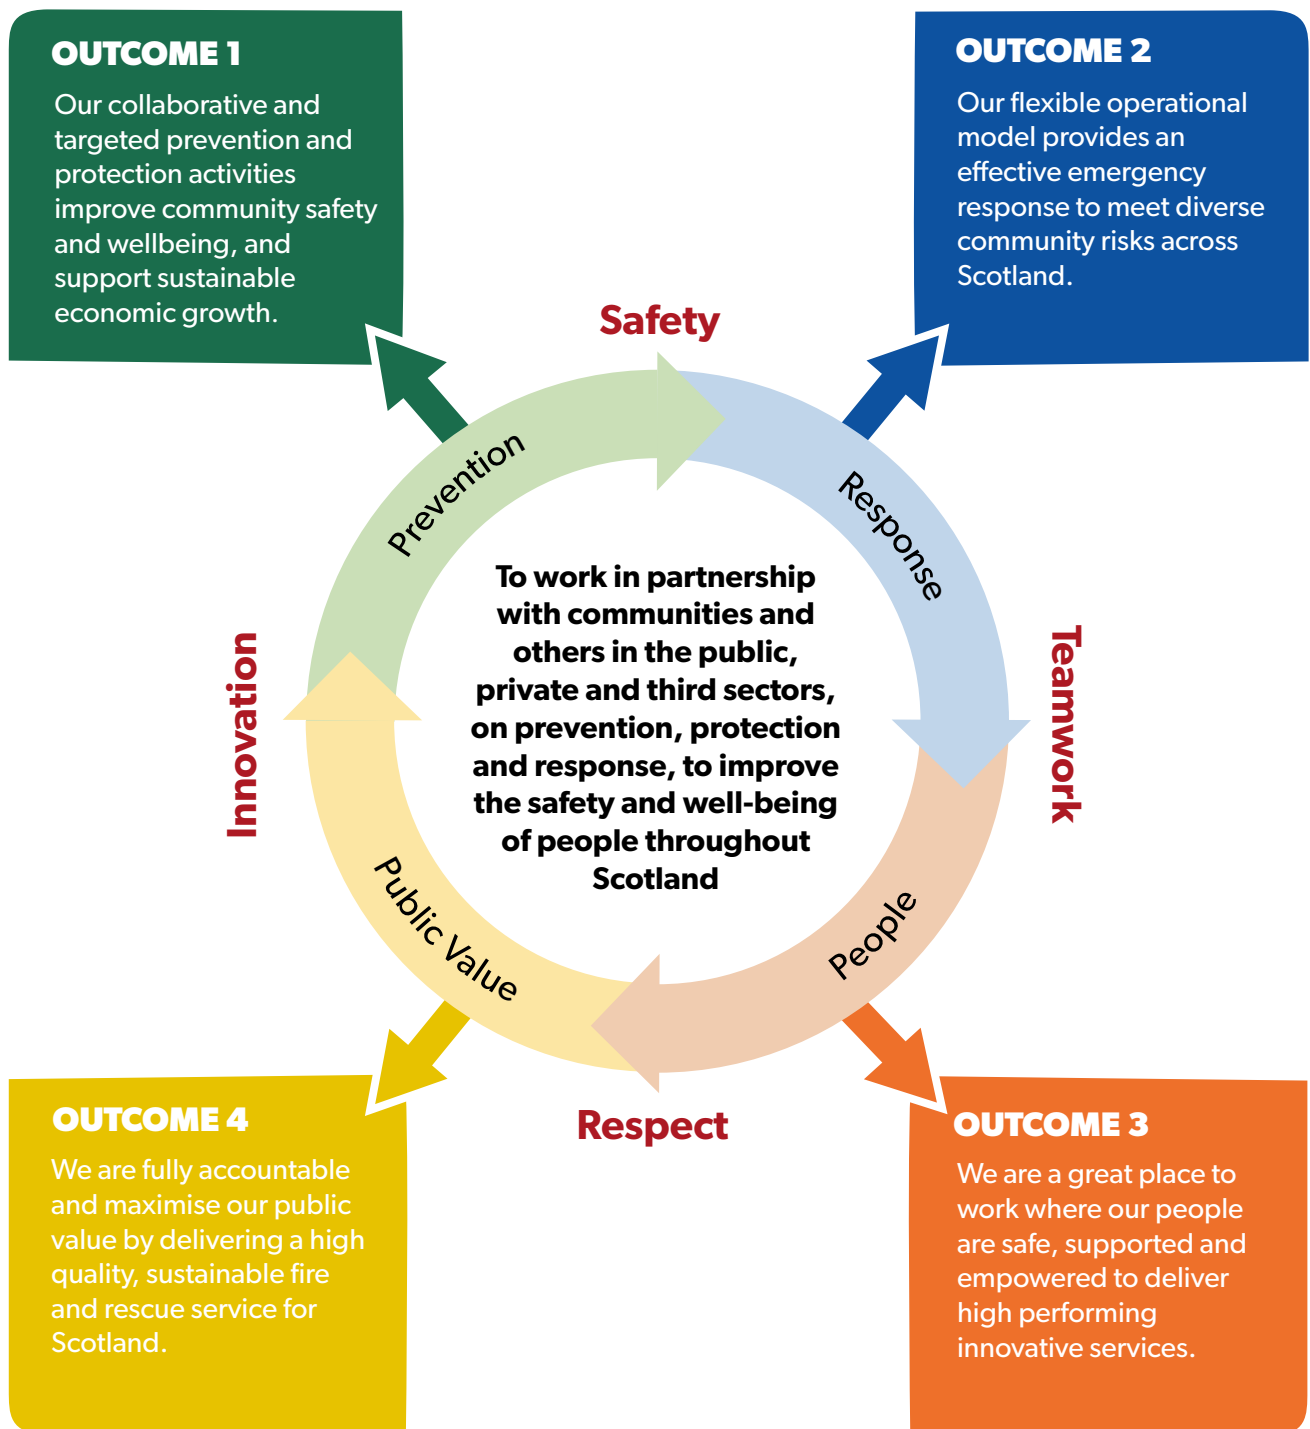 OUTCOME 1
Our collaborative and
targeted prevention and
protection activities
improve community safety
and wellbeing, and
support sustainable
economic growth.
OUTCOME 2
Our flexible operational
model provides an
effective emergency
response to meet diverse
community risks across
Scotland.
Safety
Prevention
Response
Innovation
To work in partnership
with communities and
others in the public,
private and third sectors,
on prevention, protection
and response, to improve
the safety and well-being
of people throughout
Scotland
Teamwork
Public Value
People
Respect
OUTCOME 4
We are fully accountable
and maximise our public
value by delivering a high
quality, sustainable fire
and rescue service for
Scotland.
OUTCOME 3
We are a great place to
work where our people
are safe, supported and
empowered to deliver
high performing
innovative services.